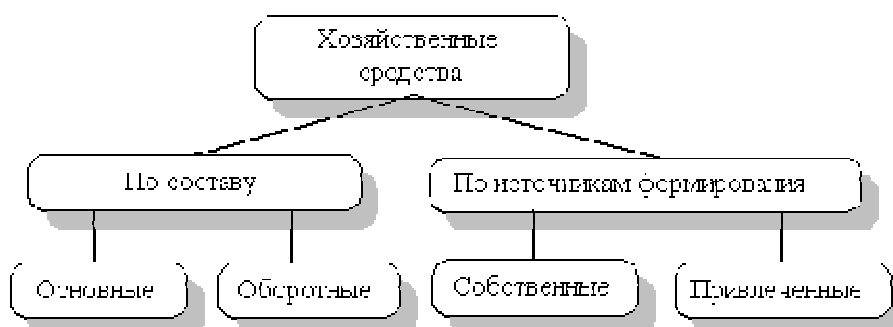 Хозяйственные
средства
По составу
По источникам формирования
Основные
Оборотные
Собственные
Привлеченные